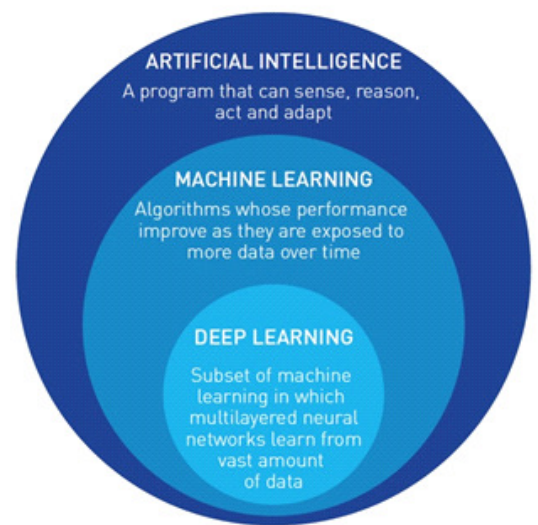 ARTIFICIAL INTELLIGENCE
A program that can sense, reason,
act and adapt
MACHINE LEARNING
Algorithms whose performance
improve as they are exposed to
more data over time
DEEP LEARNING
Subset of machine
learning in which
multilayered neural
networks learn from
vast amount
of data